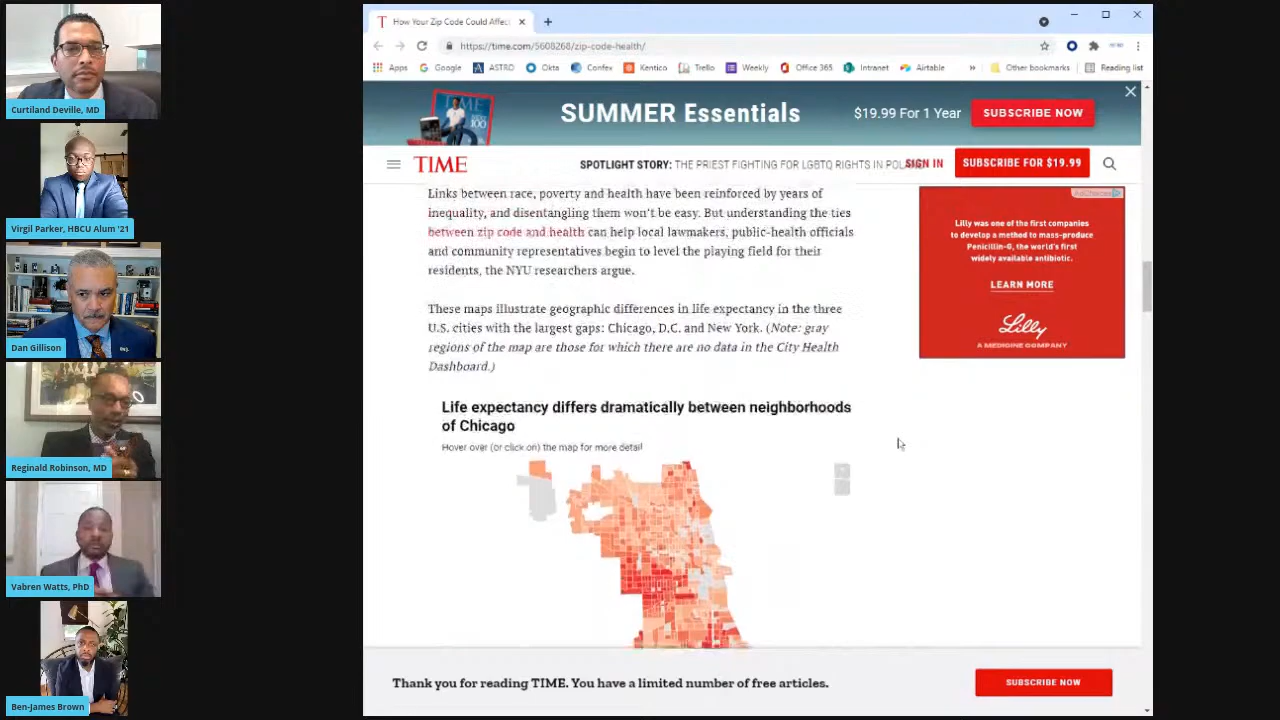 Curtiland Deville, MD
Virgil Parker, HBCU Alum '21
Dan Gillison
Reginald Robinson, MD
Vabren Watts, PhD
Ben-James Brown
How Your Zip Code Could Affec
https://time.com/5608268/zip-code-health/
Apps Google ASTRO Okta Confex Kentico Trello Weekly Office 365 Intranet Airtable » Other bookmarks Reading list
TIME
100
SUMMER Essentials
$19.99 For 1 Year
SUBSCRIBE NOW
TIME
SPOTLIGHT STORY: THE PRIEST FIGHTING FOR LGBTQ RIGHTS IN POLAND
SIGN IN
SUBSCRIBE FOR $19.99
Links between race, poverty and health have been reinforced by years of
inequality, and disentangling them won't be easy. But understanding the ties
between zip code and health can help local lawmakers, public-health officials
and community representatives begin to level the playing field for their
residents, the NYU researchers argue.
These maps illustrate geographic differences in life expectancy in the three
U.S. cities with the largest gaps: Chicago, D.C. and New York. (Note: gray
regions of the map are those for which there are no data in the City Health
Dashboard.)
Life expectancy differs dramatically between neighborhoods
of Chicago
Hover over (or click on) the map for more detail
AdChoices
Lilly was one of the first companies
to develop a method to mass-produce
Penicillin-G, the world's first
widely available antibiotic.
LEARN MORE
Lilly
A MEDICINE COMPANY
Thank you for reading TIME. You have a limited number of free articles.
SUBSCRIBE NOW